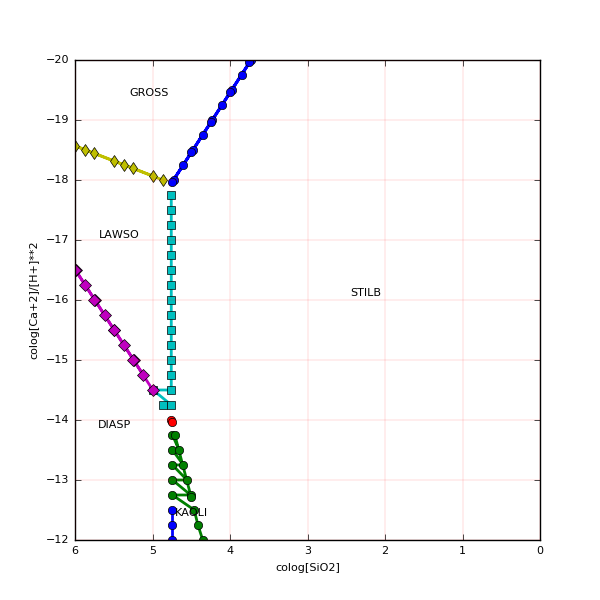 −20
GROSS
−19
−18
LAWSO
−17
STILB
−16
−15
−14
DIASP
−13
KAOLI
−12
6 5 4 3 2 1 0
colog[SiO2]
colog[Ca+2]/[H+]**2